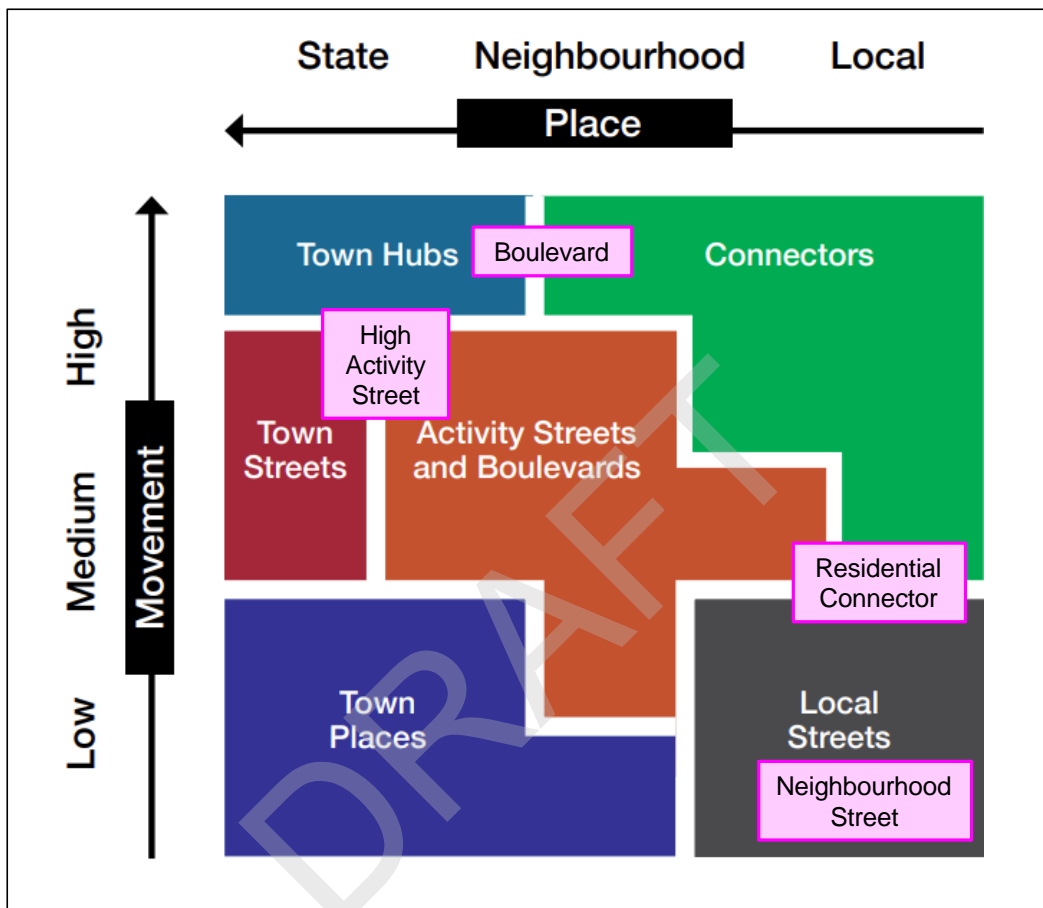 State Neighbourhood Local
Place
Town Hubs
Boulevard
Connectors
High
Activity
Street
High
Town
Streets
Activity Streets
and Boulevards
Medium
Movement
Residential
Connector
Low
Town
Places
Local
Streets
Neighbourhood
Street
DRAFT